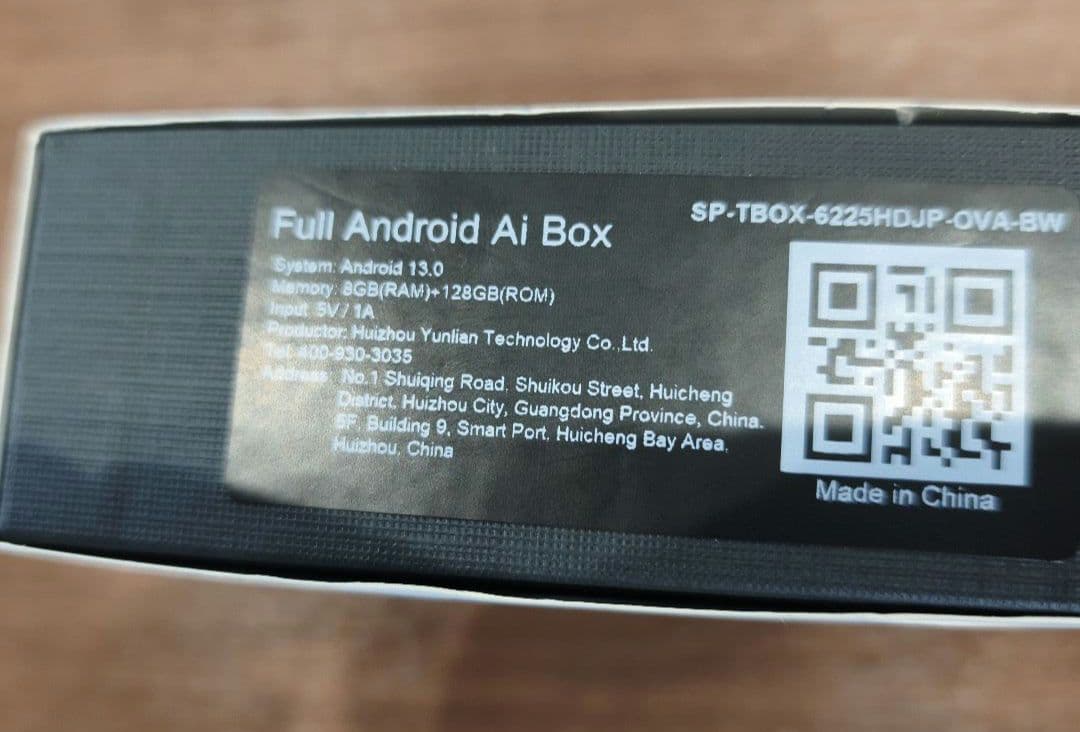 Full Android Ai Box
System: Android 13.0
Memory: 8GB(RAM)+128GB(ROM)
Input: 5V/1A
Productor: Huizhou Yunlian Technology Co.,Ltd.
Tel: 400-930-3035
Address: No.1 Shuiqing Road, Shuikou Street, Huicheng
District, Huizhou City, Guangdong Province, China.
5F, Building 9, Smart Port, Huicheng Bay Area,
Huizhou, China
SP-TBOX-6225HDJP-OVA-BW
Made in China